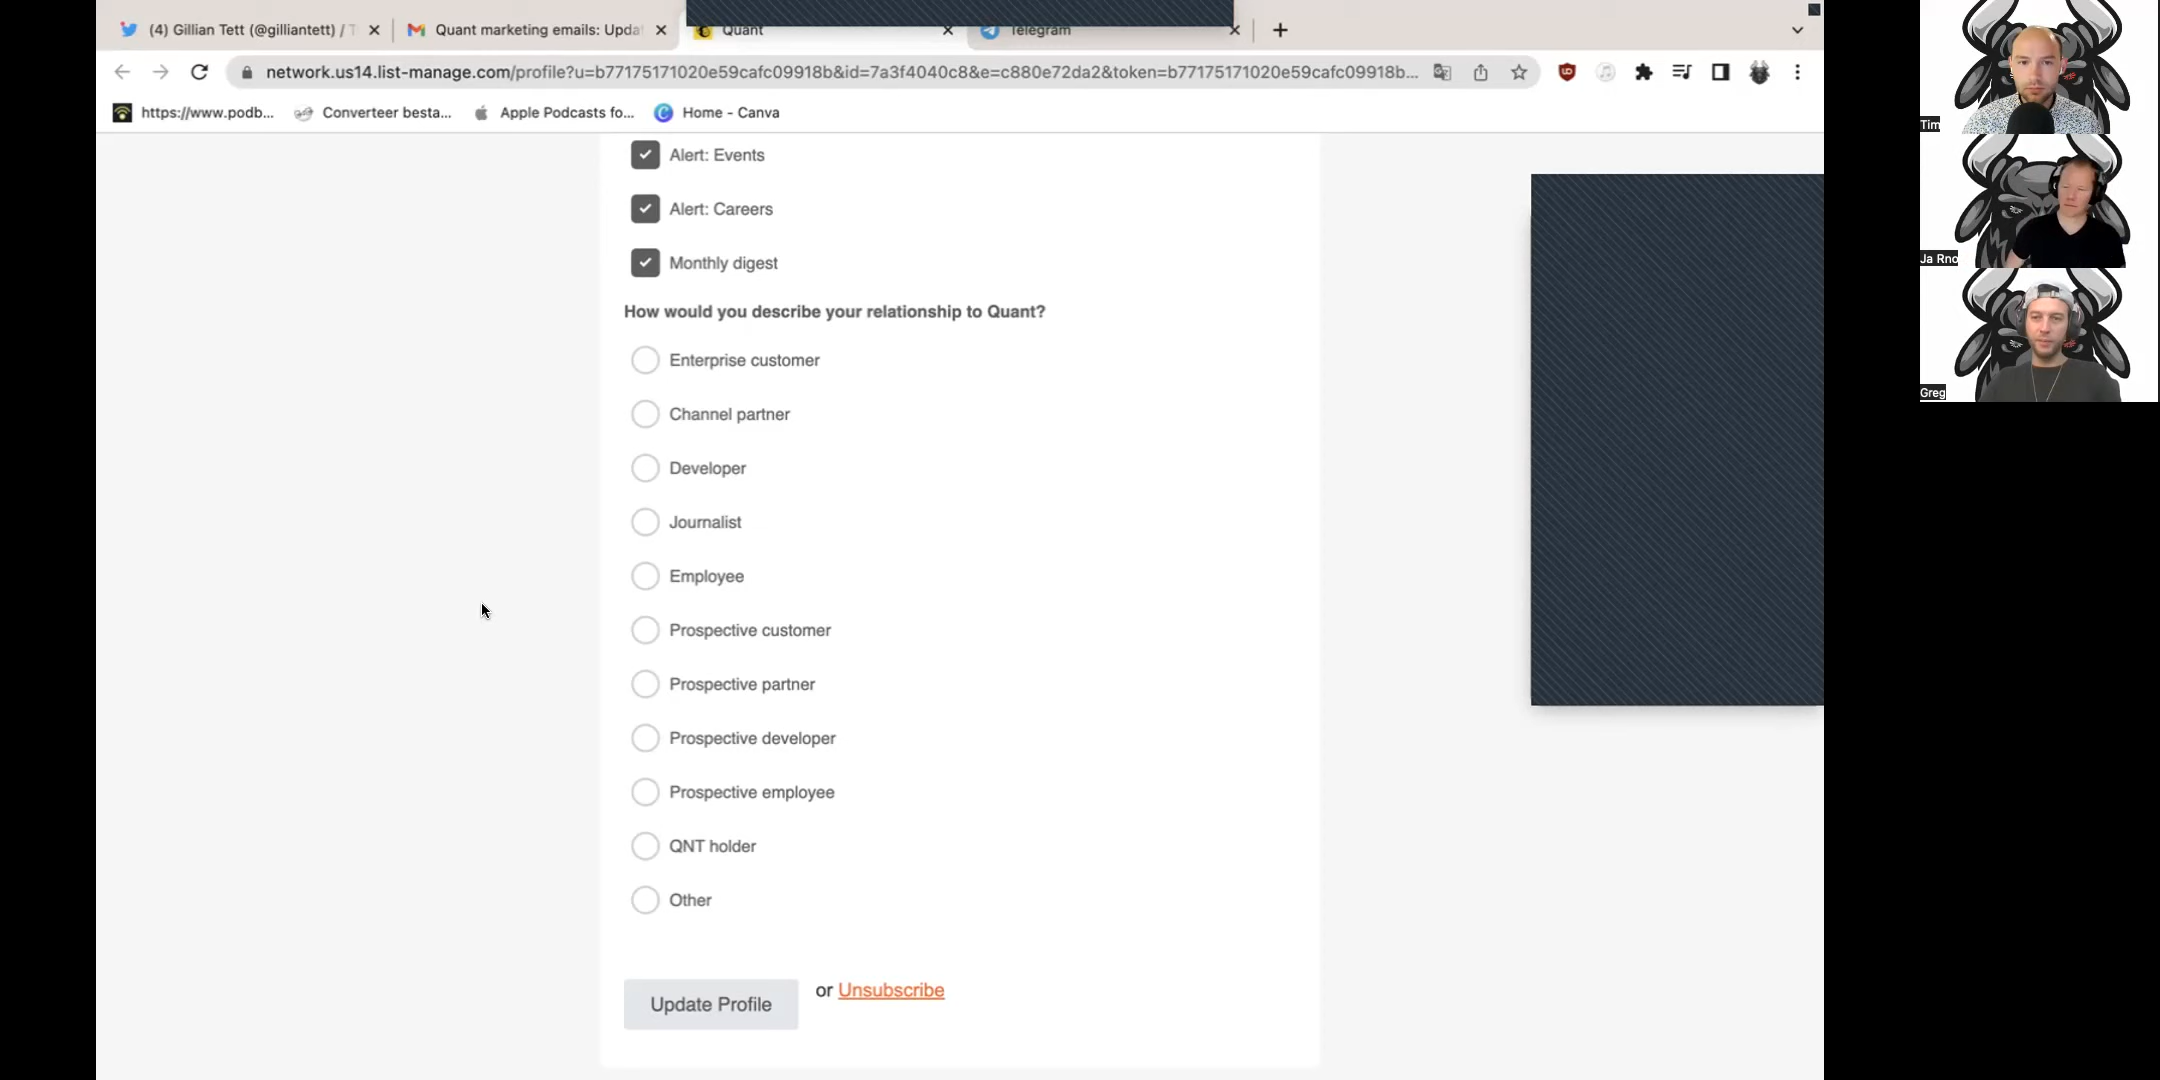 (4) Gillian Tett (@gilliantett) / T
Quant marketing emails: Upda
Quant
Telegram
network.us14.list-manage.com/profile?u=b77175171020e59cafc09918b&id=7a3f4040c8&e=c880e72da2&token=b77175171020e59cafc09918b...
https://www.podb...
Converteer besta...
Apple Podcasts fo...
Home - Canva
Alert: Events
Alert: Careers
Monthly digest
How would you describe your relationship to Quant?
Enterprise customer
Channel partner
Developer
Journalist
Employee
Prospective customer
Prospective partner
Prospective developer
Prospective employee
QNT holder
Other
Update Profile
or Unsubscribe
Tim
Ja Rno
Greg